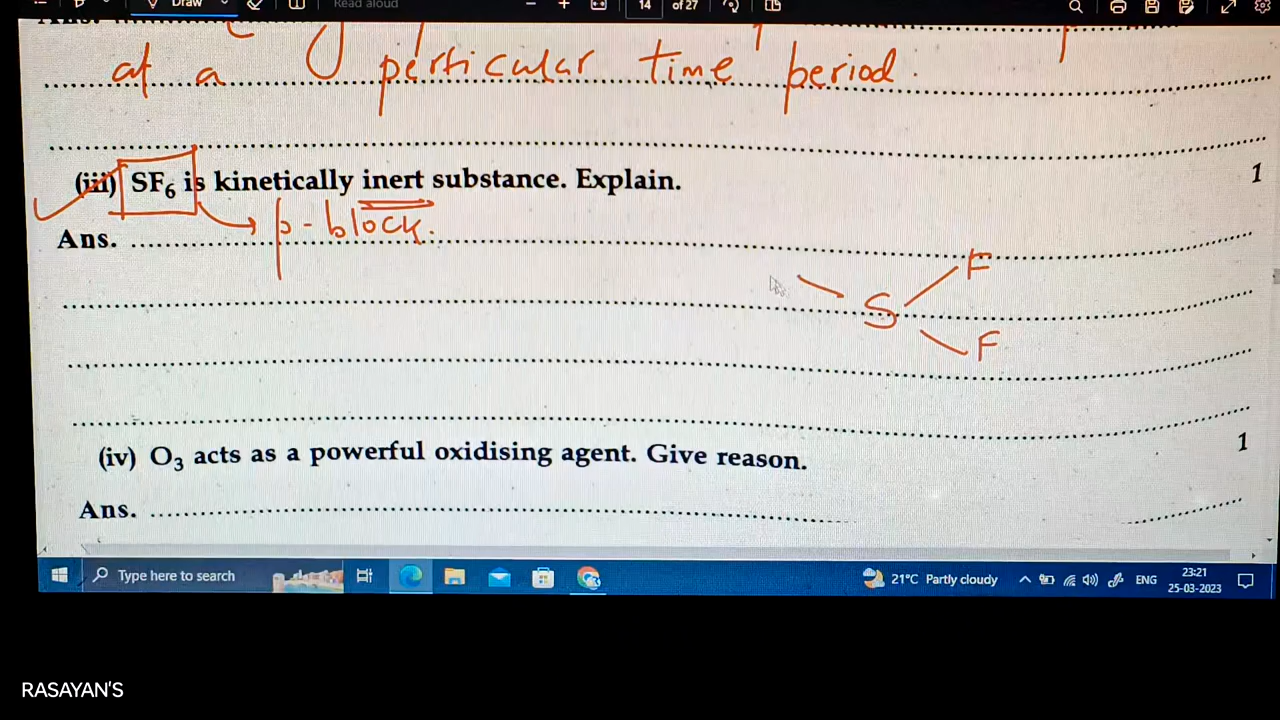 Draw
Read aloud
14 of 27
at a perticular time period.
(iii) SF₆ is kinetically inert substance. Explain. 1
Ans. p-block.
F
S
F
(iv) O₃ acts as a powerful oxidising agent. Give reason. 1
Ans.
Type here to search
21°C Partly cloudy
ENG
23:21
25-03-2023
RASAYAN'S